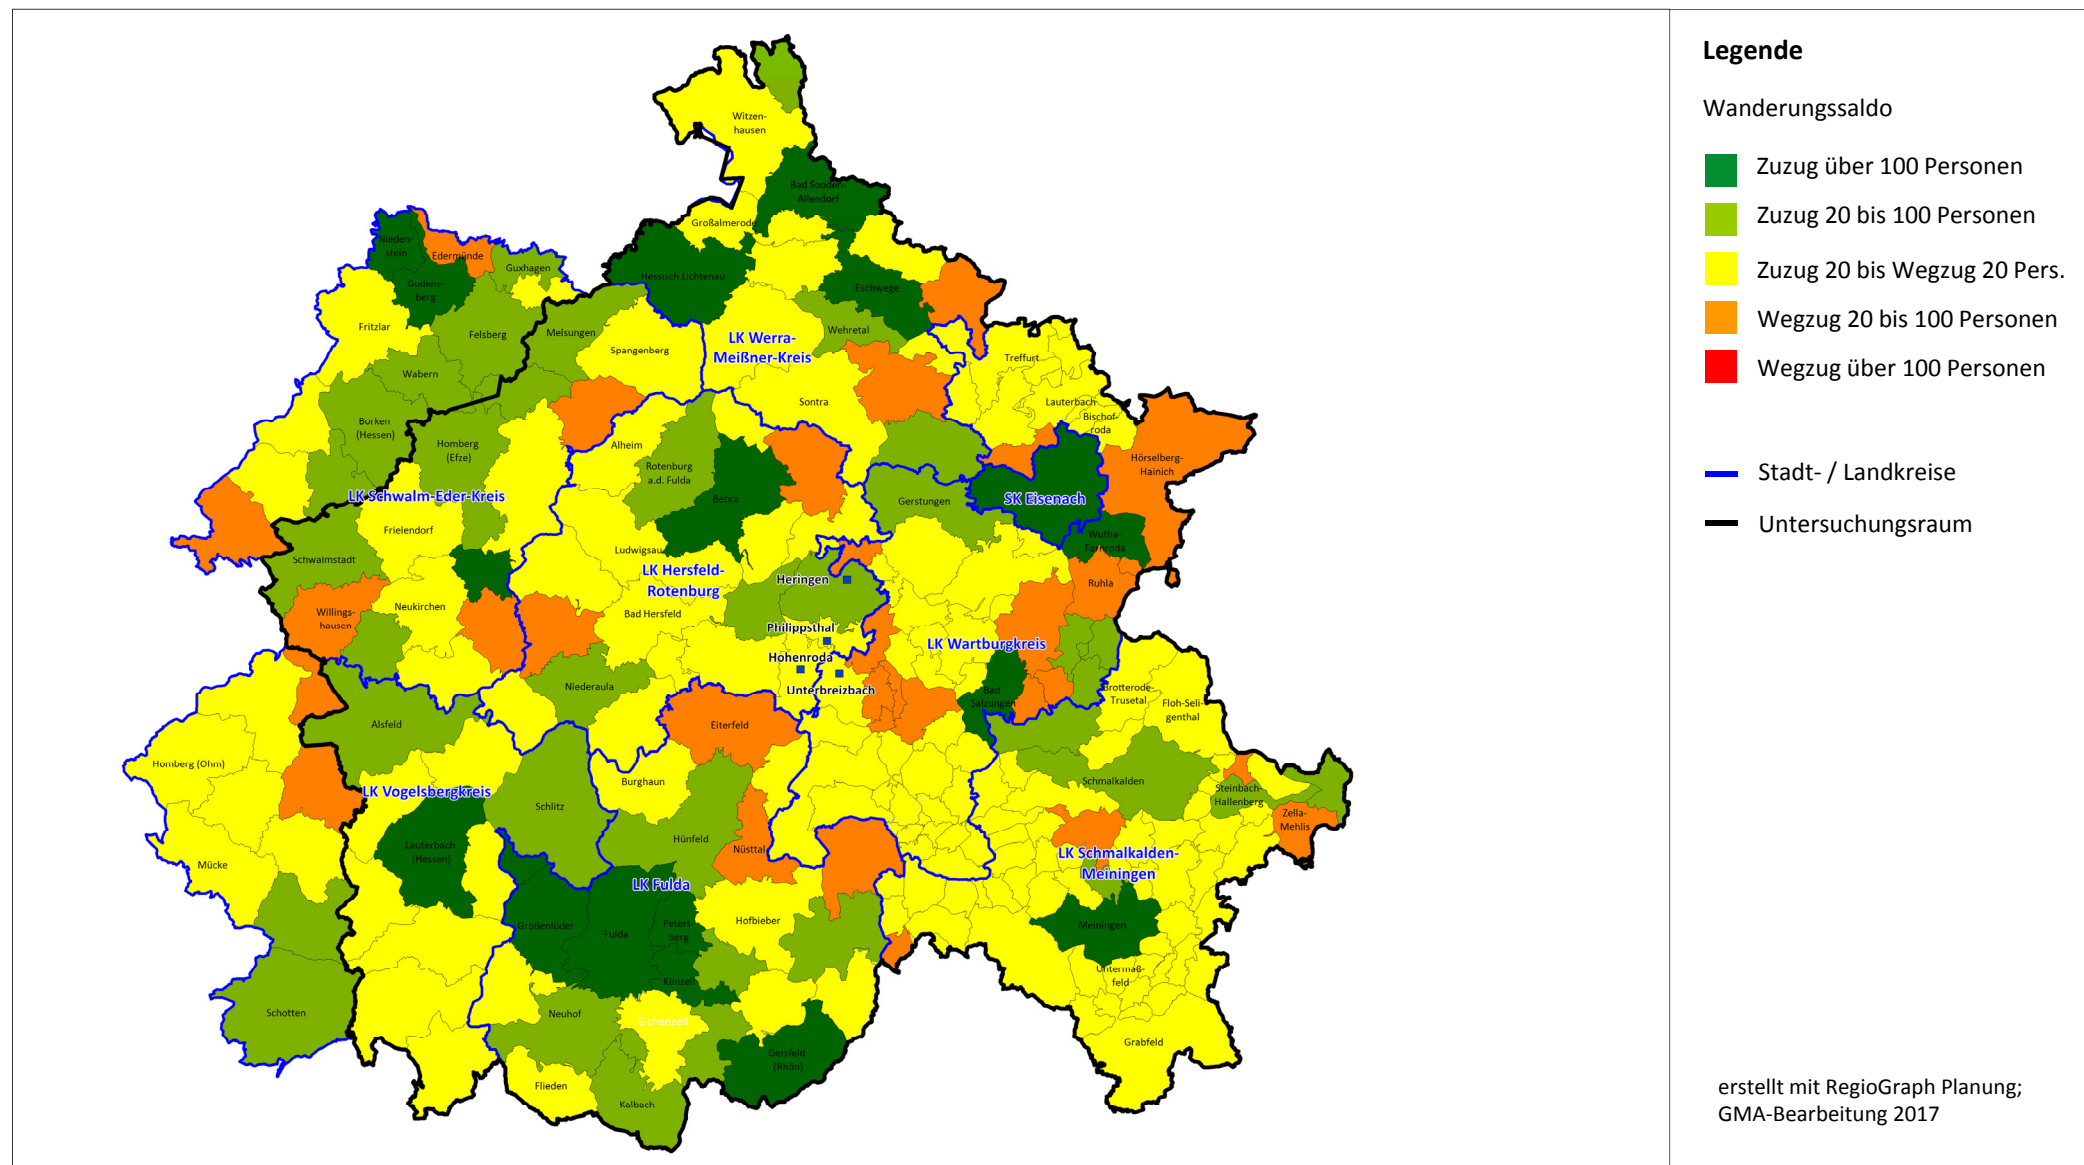 Witzen-
hausen
Bad Sooden-
Allendorf
Großalmerode
Nieden-
stein
Edermünde
Guxhagen
Hessisch Lichtenau
Gudens-
berg
Eschwege
Fritzlar
Felsberg
Melsungen
Wehretal
Spangenberg
LK Werra-
Meißner-Kreis
Treffurt
Wabern
Sontra
Lauterbach
Bischof-
roda
Borken
(Hessen)
Homberg
(Efze)
Alheim
Hörselberg-
Hainich
Rotenburg
a.d. Fulda
Bebra
LK Schwalm-Eder-Kreis
Gerstungen
SK Eisenach
Frielendorf
Wutha-
Farnroda
Ludwigsau
Schwalmstadt
LK Hersfeld-
Rotenburg
Heringen
Ruhla
Willings-
hausen
Neukirchen
Bad Hersfeld
Philippsthal
LK Wartburgkreis
Hohenroda
Unterbreizbach
Niederaula
Bad
Salzungen
Brotterode-
Trusetal
Floh-Seli-
genthal
Alsfeld
Eiterfeld
Homberg (Ohm)
Burghaun
Schmalkalden
LK Vogelsbergkreis
Steinbach-
Hallenberg
Schlitz
Zella-
Mehlis
Hünfeld
Nüsttal
Lauterbach
(Hessen)
LK Schmalkalden-
Meiningen
Mücke
LK Fulda
Großenlüder
Fulda
Peters-
berg
Hofbieber
Meiningen
Künzell
Untermaß-
feld
Schotten
Neuhof
Eichenzell
Grabfeld
Gersfeld
(Rhön)
Flieden
Kalbach
Legende
Wanderungssaldo
Zuzug über 100 Personen
Zuzug 20 bis 100 Personen
Zuzug 20 bis Wegzug 20 Pers.
Wegzug 20 bis 100 Personen
Wegzug über 100 Personen
Stadt- / Landkreise
Untersuchungsraum
erstellt mit RegioGraph Planung;
GMA-Bearbeitung 2017